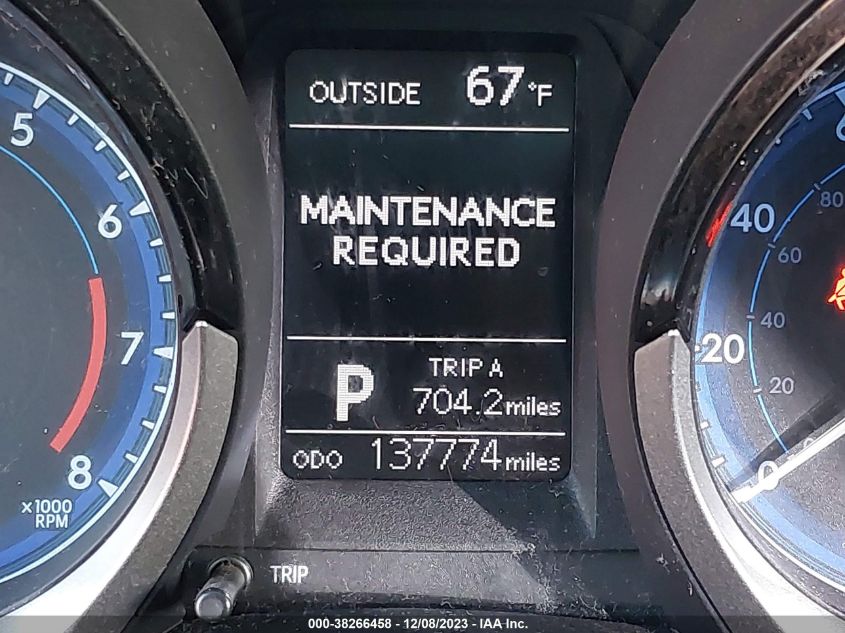 OUTSIDE 67°F
MAINTENANCE
REQUIRED
P
TRIP A
704.2 miles
ODO 137774 miles
5
6
7
8
x1000
RPM
40
20
0
80
60
40
20
TRIP
000-38266458 - 12/08/2023 - IAA Inc.